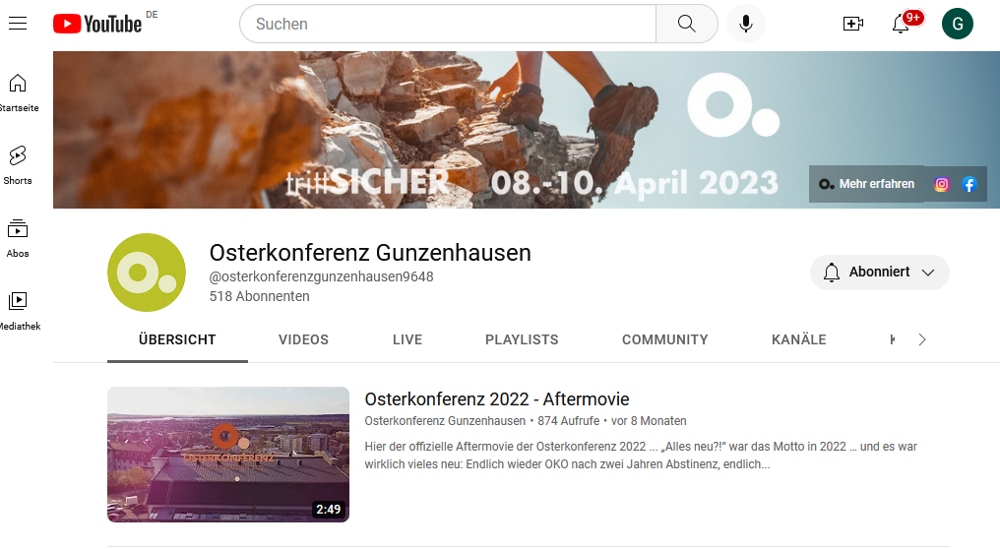 YouTube DE
Suchen
9+
G
Startseite
Shorts
Abos
Mediathek
trittSICHER 08.-10. April 2023
Mehr erfahren
Osterkonferenz Gunzenhausen
@osterkonferenzgunzenhausen9648
518 Abonnenten
Abonniert
ÜBERSICHT VIDEOS LIVE PLAYLISTS COMMUNITY KANÄLE
OSTERKONFERENZ
2:49
Osterkonferenz 2022 - Aftermovie
Osterkonferenz Gunzenhausen • 874 Aufrufe • vor 8 Monaten
Hier der offizielle Aftermovie der Osterkonferenz 2022 ... „Alles neu?!“ war das Motto in 2022 … und es war
wirklich vieles neu: Endlich wieder OKO nach zwei Jahren Abstinenz, endlich...